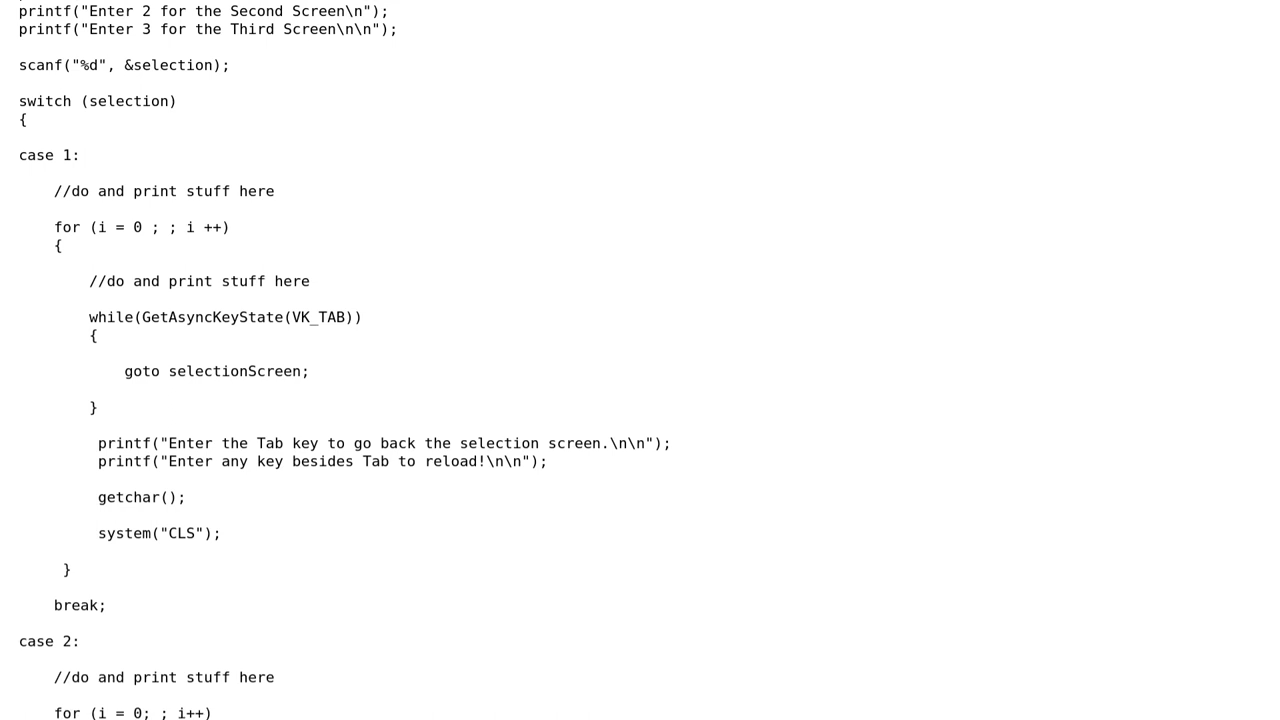 printf("Enter 2 for the Second Screen\n");
printf("Enter 3 for the Third Screen\n\n");
scanf("%d", &selection);
switch (selection)
{
case 1:
//do and print stuff here
for (i = 0 ; ; i ++)
{
//do and print stuff here
while(GetAsyncKeyState(VK_TAB))
{
goto selectionScreen;
}
printf("Enter the Tab key to go back the selection screen.\n\n");
printf("Enter any key besides Tab to reload!\n\n");
getchar();
system("CLS");
}
break;
case 2:
//do and print stuff here
for (i = 0; ; i++)